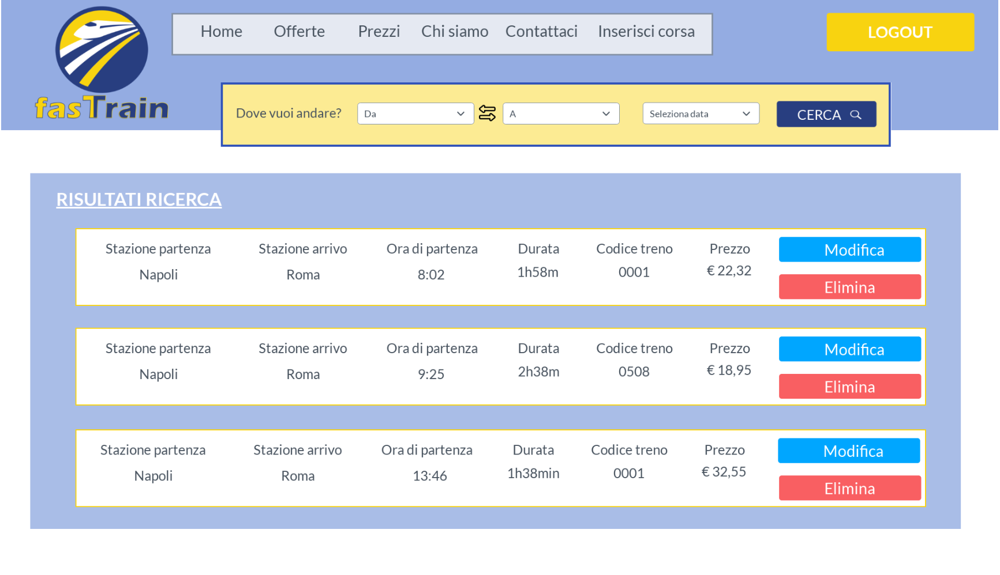 Home Offerte Prezzi Chi siamo Contattaci Inserisci corsa
LOGOUT
fasTrain
Dove vuoi andare? Da A Seleziona data CERCA
RISULTATI RICERCA
Stazione partenza Stazione arrivo Ora di partenza Durata Codice treno Prezzo Modifica
Napoli Roma 8:02 1h58m 0001 € 22,32
Elimina
Stazione partenza Stazione arrivo Ora di partenza Durata Codice treno Prezzo Modifica
Napoli Roma 9:25 2h38m 0508 € 18,95
Elimina
Stazione partenza Stazione arrivo Ora di partenza Durata Codice treno Prezzo Modifica
Napoli Roma 13:46 1h38min 0001 € 32,55
Elimina